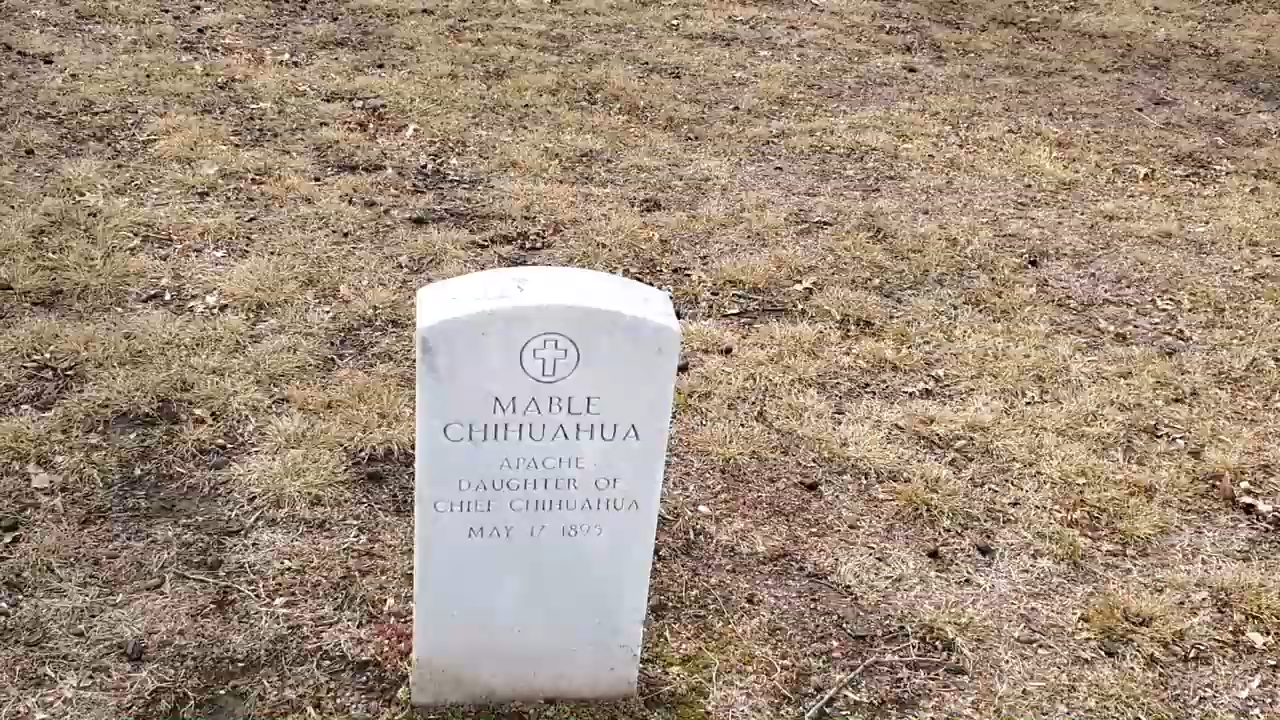 MABLE
CHIHUAHUA
APACHE
DAUGHTER OF
CHIEF CHIHUAHUA
MAY 17 1895